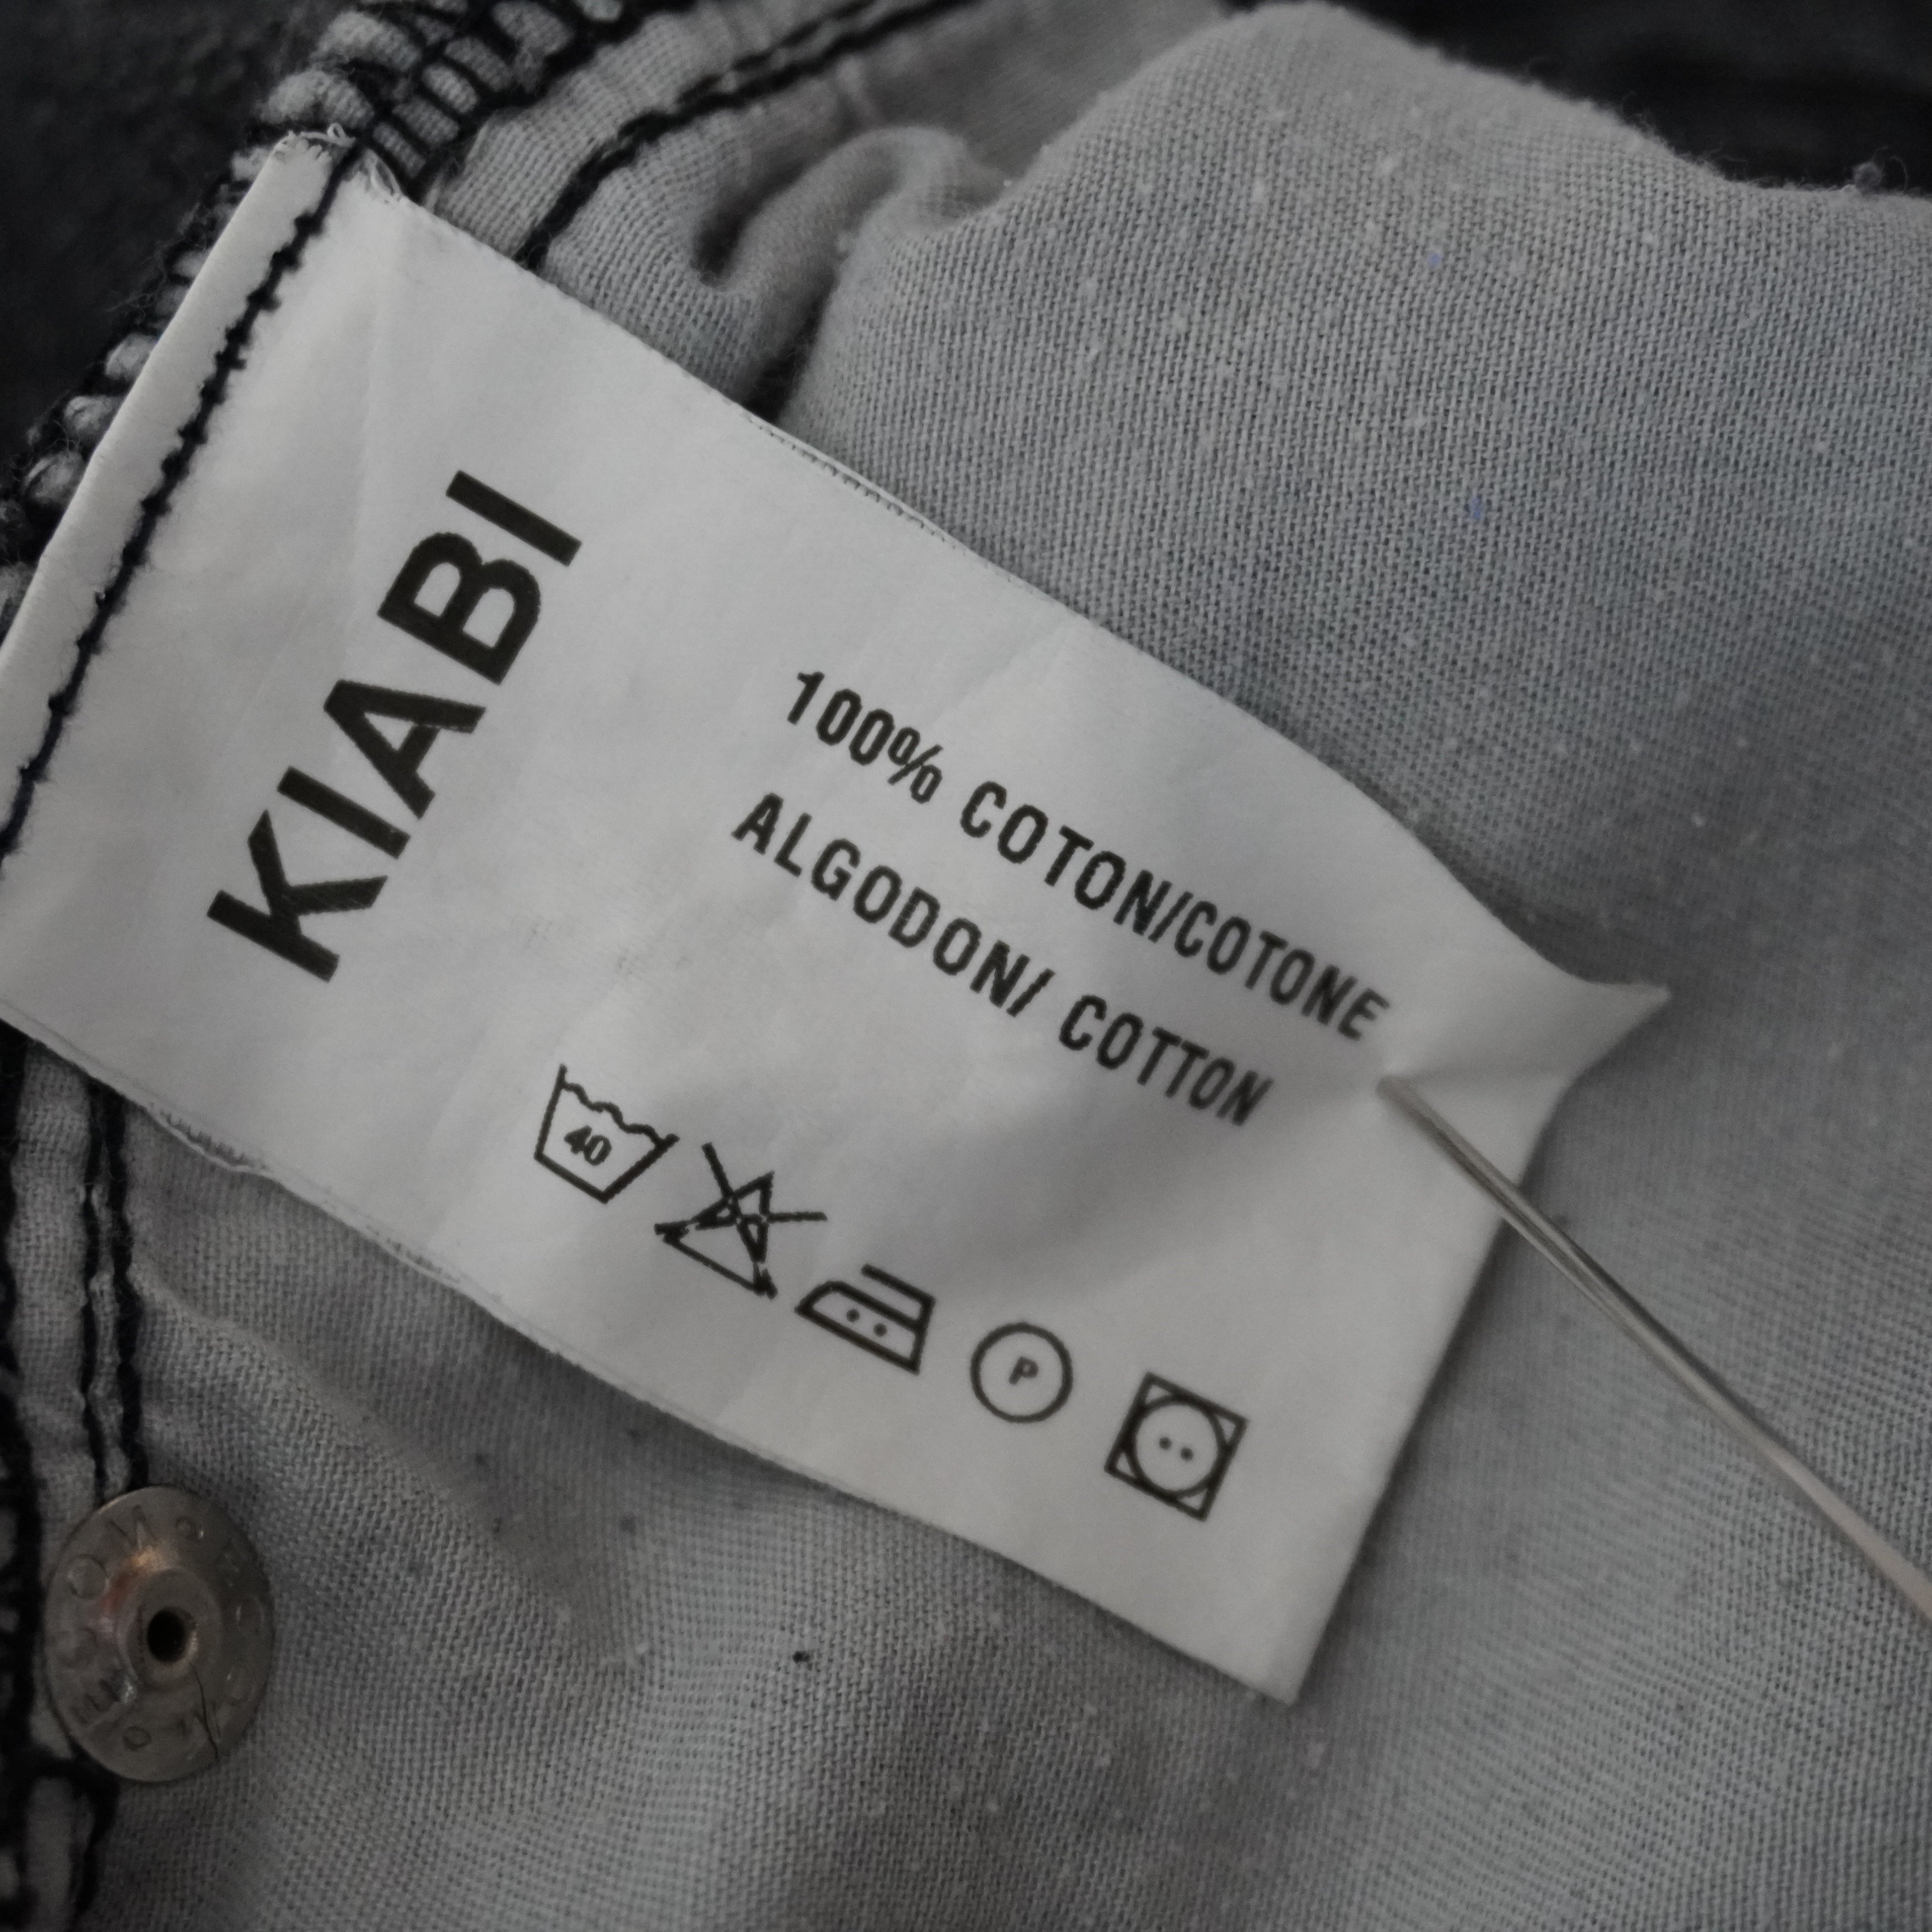 KIABI
100% COTON/COTONE
ALGODON/ COTTON
40
P